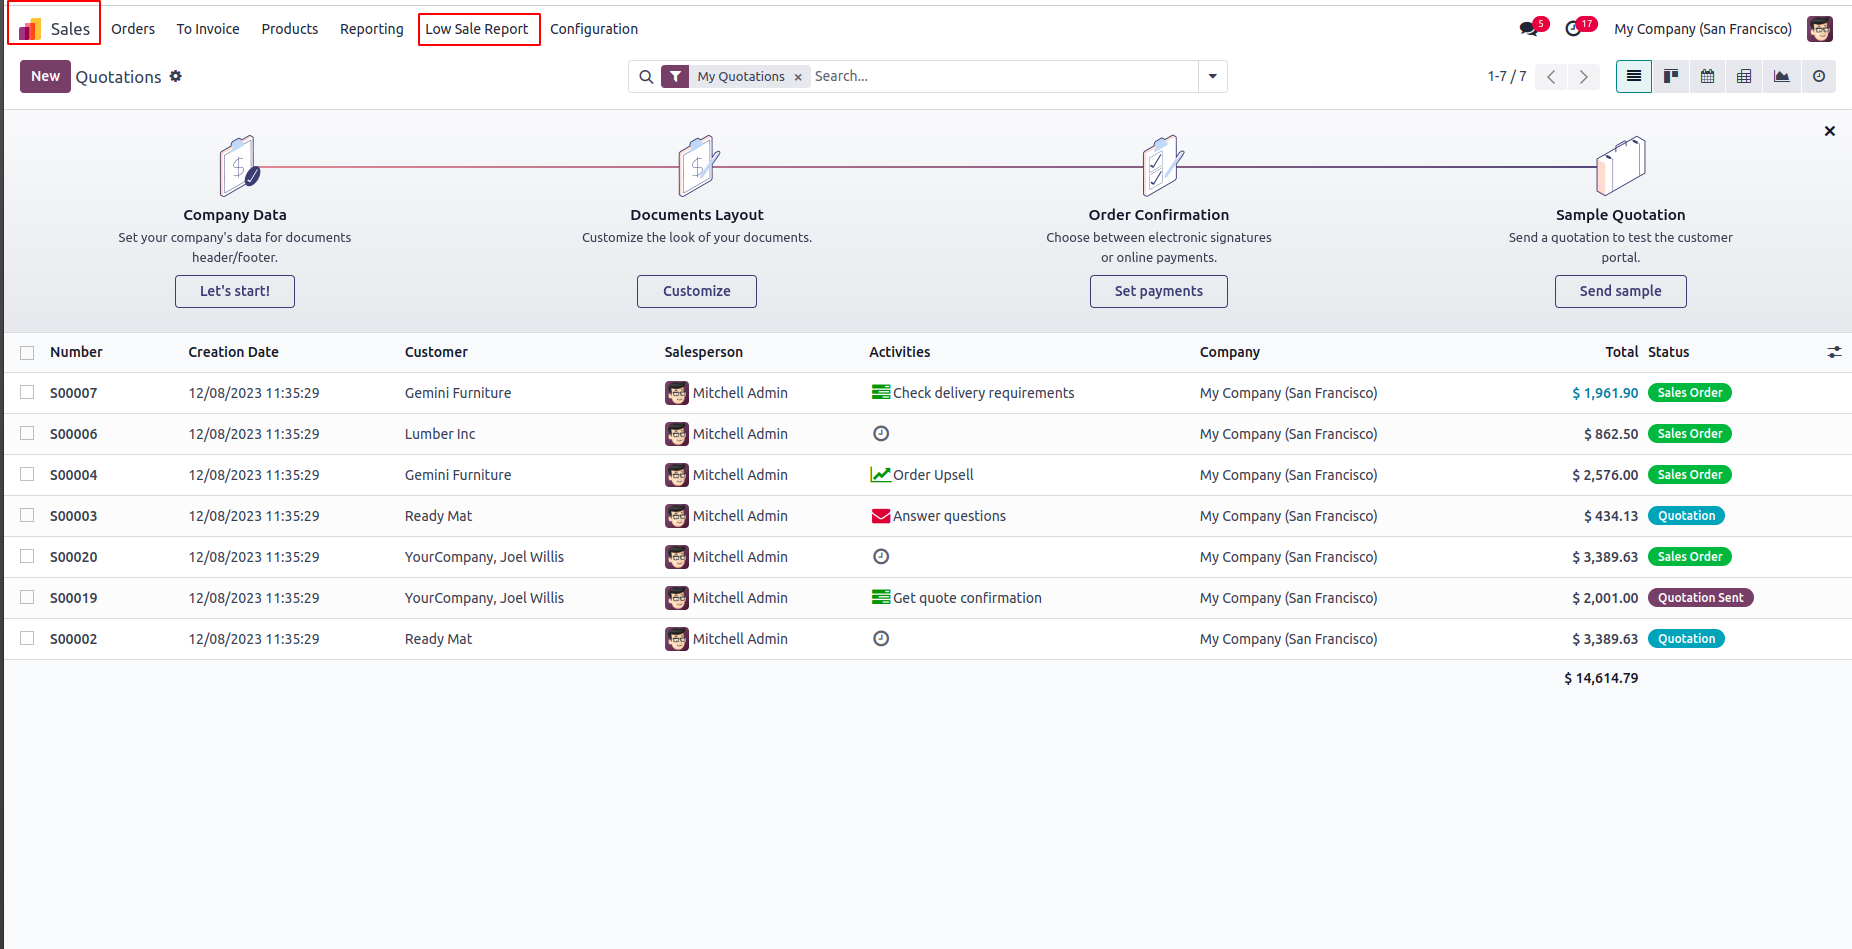 Sales Orders To Invoice Products Reporting Low Sale Report Configuration 5 17 My Company (San Francisco)
New Quotations My Quotations × Search... 1-7 / 7
Company Data Documents Layout Order Confirmation Sample Quotation
Set your company's data for documents Customize the look of your documents. Choose between electronic signatures Send a quotation to test the customer
header/footer. or online payments. portal.
Let's start! Customize Set payments Send sample
Number Creation Date Customer Salesperson Activities Company Total Status
S00007 12/08/2023 11:35:29 Gemini Furniture Mitchell Admin Check delivery requirements My Company (San Francisco) $ 1,961.90 Sales Order
S00006 12/08/2023 11:35:29 Lumber Inc Mitchell Admin My Company (San Francisco) $ 862.50 Sales Order
S00004 12/08/2023 11:35:29 Gemini Furniture Mitchell Admin Order Upsell My Company (San Francisco) $ 2,576.00 Sales Order
S00003 12/08/2023 11:35:29 Ready Mat Mitchell Admin Answer questions My Company (San Francisco) $ 434.13 Quotation
S00020 12/08/2023 11:35:29 YourCompany, Joel Willis Mitchell Admin My Company (San Francisco) $ 3,389.63 Sales Order
S00019 12/08/2023 11:35:29 YourCompany, Joel Willis Mitchell Admin Get quote confirmation My Company (San Francisco) $ 2,001.00 Quotation Sent
S00002 12/08/2023 11:35:29 Ready Mat Mitchell Admin My Company (San Francisco) $ 3,389.63 Quotation
$ 14,614.79